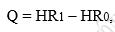 Q = HR1 – HR0,